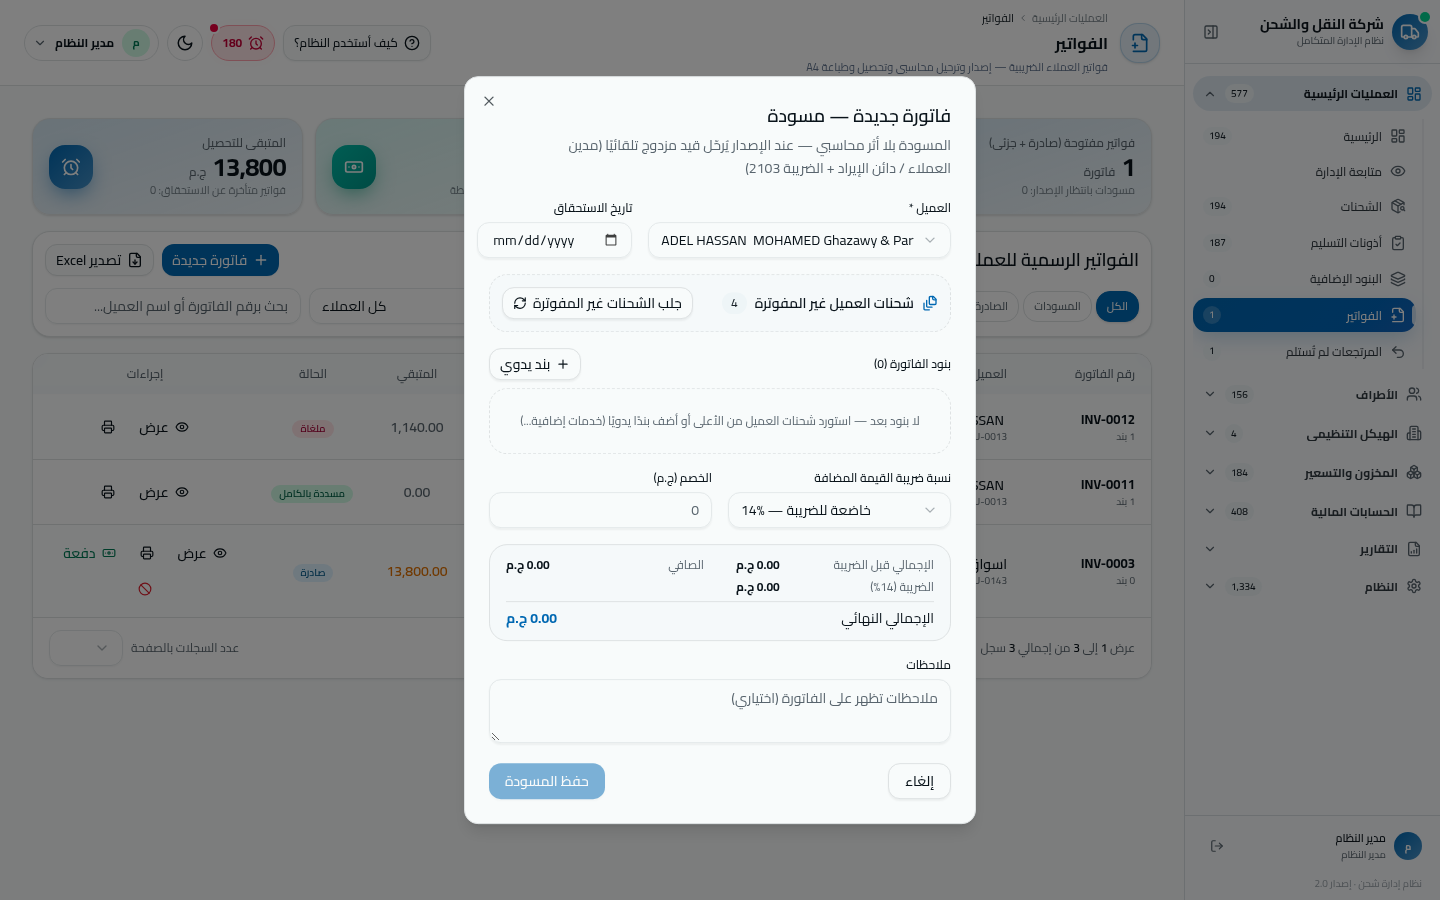 شركة النقل والشحن
نظام الإدارة المتكامل
العمليات الرئيسية 577
الرئيسية 194
متابعة الإدارة
الشحنات 194
أذونات التسليم 187
البنود الإضافية 0
الفواتير 1
المرتجعات لم تُستلم 1
الأطراف 156
الهيكل التنظيمي 4
المخزون والتسعير 184
الحسابات المالية 408
التقارير
النظام 1,334
م
مدير النظام
مدير النظام
نظام إدارة شحن · إصدار 2.0
العمليات الرئيسية الفواتير
الفواتير
فواتير العملاء الضريبية — إصدار وترحيل محاسبي وتحصيل وطباعة A4
كيف أستخدم النظام؟
180
م
مدير النظام
فواتير مفتوحة (صادرة + جزئي)
1 فاتورة
مسودات بانتظار الإصدار: 0
المتبقي للتحصيل
13,800 ج.م
فواتير متأخرة عن الاستحقاق: 0
الفواتير الرسمية
فاتورة جديدة
تصدير Excel
الكل
المسودات
الصادرة
كل العملاء
بحث برقم الفاتورة أو اسم العميل...
رقم الفاتورة
العميل
المتبقي
الحالة
إجراءات
INV-0012
1 بند
1,140.00
ملغاة
عرض
INV-0011
1 بند
0.00
مسددة بالكامل
عرض
INV-0003
0 بند
13,800.00
صادرة
عرض
دفعة
عرض 1 إلى 3 من إجمالي 3 سجل
عدد السجلات بالصفحة
فاتورة جديدة — مسودة
المسودة بلا أثر محاسبي — عند الإصدار يُرحّل قيد مزدوج تلقائيًا (مدين
العملاء / دائن الإيراد + الضريبة 2103)
العميل *
ADEL HASSAN MOHAMED Ghazawy & Par
تاريخ الاستحقاق
mm/dd/yyyy
شحنات العميل غير المفوترة 4
جلب الشحنات غير المفوترة
بنود الفاتورة (0)
بند يدوي
لا بنود بعد — استورد شحنات العميل من الأعلى أو أضف بندًا يدويًا (خدمات إضافية...)
نسبة ضريبة القيمة المضافة
خاضعة للضريبة — 14%
الخصم (ج.م)
0
الإجمالي قبل الضريبة 0.00 ج.م
الصافي 0.00 ج.م
الضريبة (14%) 0.00 ج.م
الإجمالي النهائي 0.00 ج.م
ملاحظات
ملاحظات تظهر على الفاتورة (اختياري)
إلغاء
حفظ المسودة